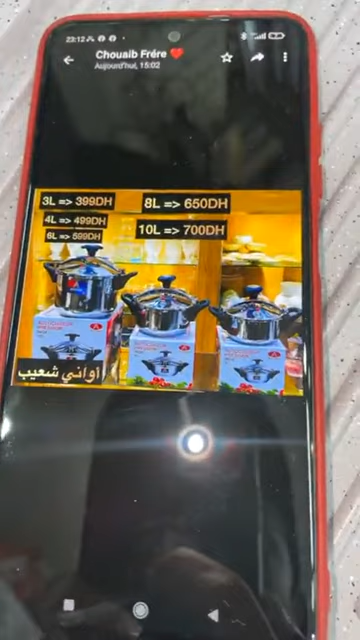 23:12
Chouaib Frére ❤️
Aujourd'hui, 15:02
3L => 399DH
8L => 650DH
4L => 499DH
10L => 700DH
6L => 599DH
اواني شعيب